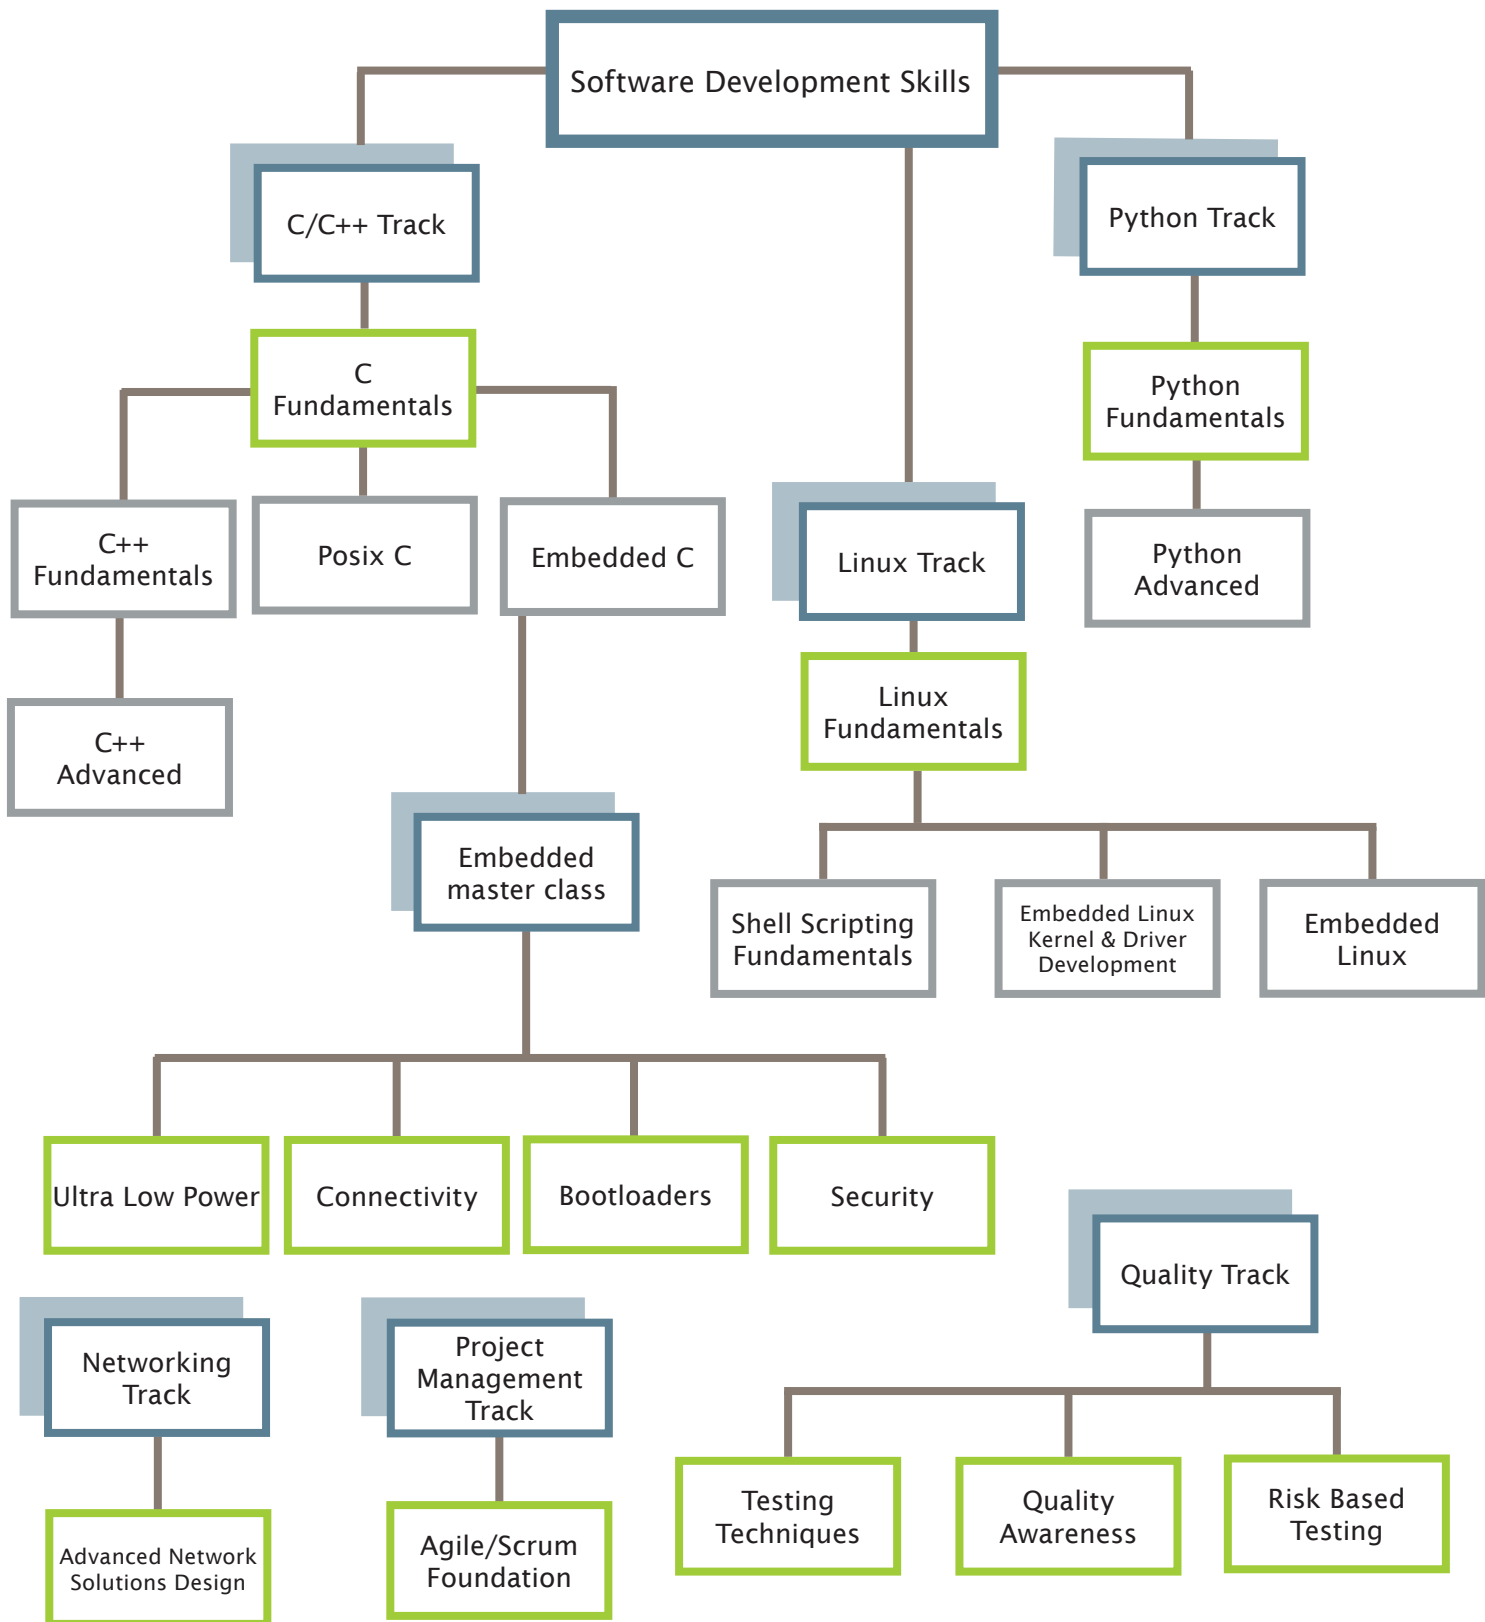 Software Development Skills
C/C++ Track
Python Track
C
Fundamentals
Python
Fundamentals
C++
Fundamentals
Posix C
Embedded C
Linux Track
Python
Advanced
Linux
Fundamentals
C++
Advanced
Embedded
master class
Shell Scripting
Fundamentals
Embedded Linux
Kernel & Driver
Development
Embedded
Linux
Ultra Low Power
Connectivity
Bootloaders
Security
Quality Track
Networking
Track
Project
Management
Track
Testing
Techniques
Quality
Awareness
Risk Based
Testing
Advanced Network
Solutions Design
Agile/Scrum
Foundation